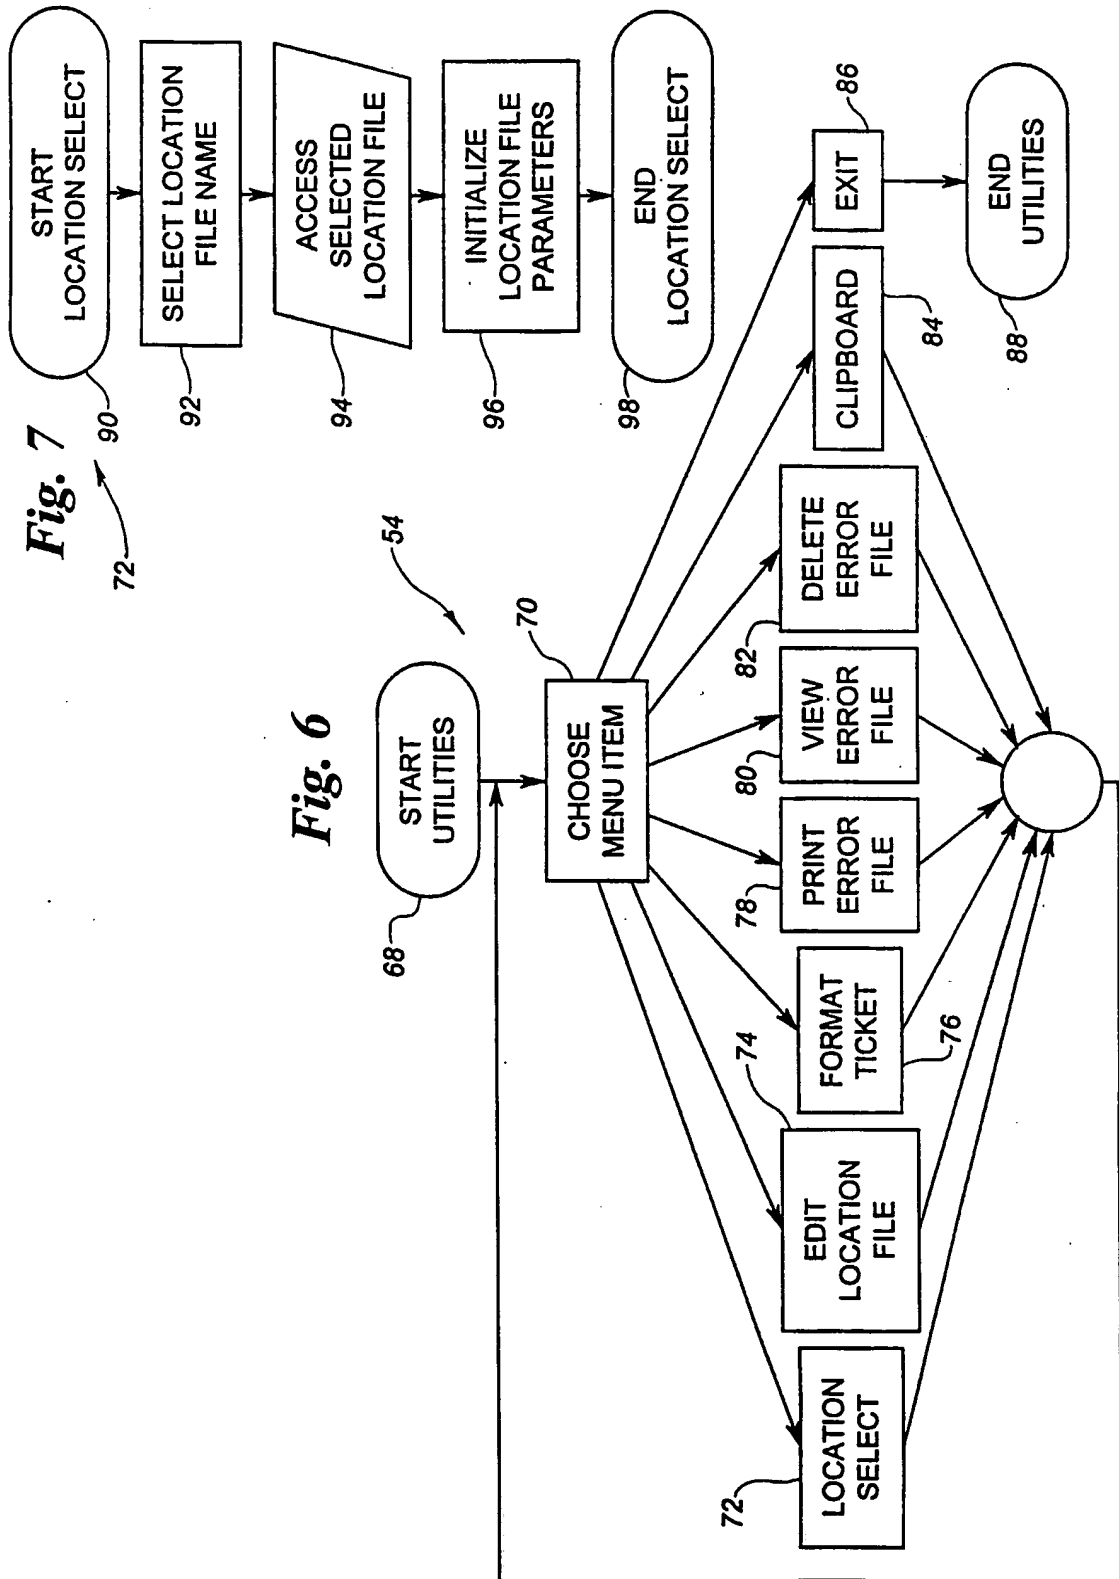 Fig. 6
54
START
UTILITIES
68
CHOOSE
MENU ITEM
70
LOCATION
SELECT
72
EDIT
LOCATION
FILE
74
FORMAT
TICKET
76
PRINT
ERROR
FILE
78
VIEW
ERROR
FILE
80
DELETE
ERROR
FILE
82
CLIPBOARD
84
EXIT
86
END
UTILITIES
88
Fig. 7
72
START
LOCATION SELECT
90
SELECT LOCATION
FILE NAME
92
ACCESS
SELECTED
LOCATION FILE
94
INITIALIZE
LOCATION FILE
PARAMETERS
96
END
LOCATION SELECT
98